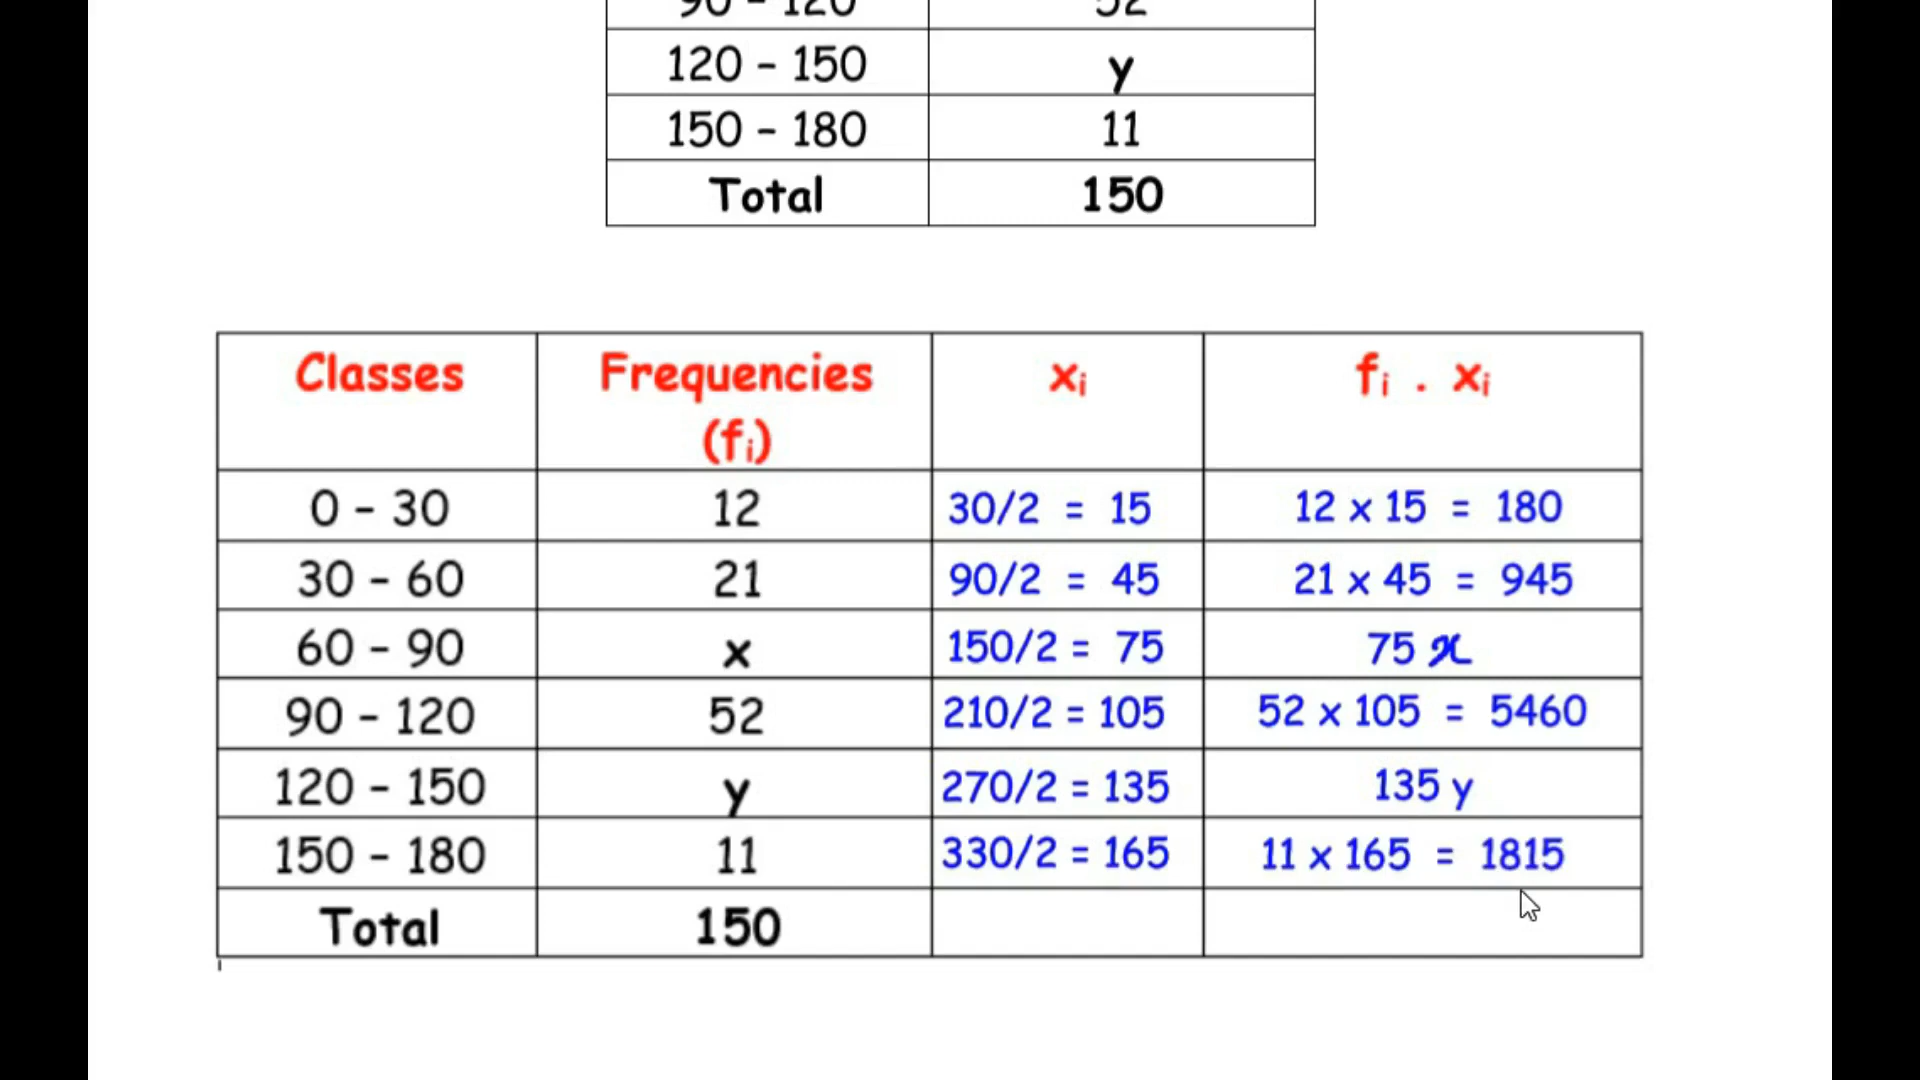 90 - 120 52
120 - 150 y
150 - 180 11
Total 150
Classes Frequencies (fi) xi fi . xi
0 - 30 12 30/2 = 15 12 x 15 = 180
30 - 60 21 90/2 = 45 21 x 45 = 945
60 - 90 x 150/2 = 75 75 x
90 - 120 52 210/2 = 105 52 x 105 = 5460
120 - 150 y 270/2 = 135 135 y
150 - 180 11 330/2 = 165 11 x 165 = 1815
Total 150